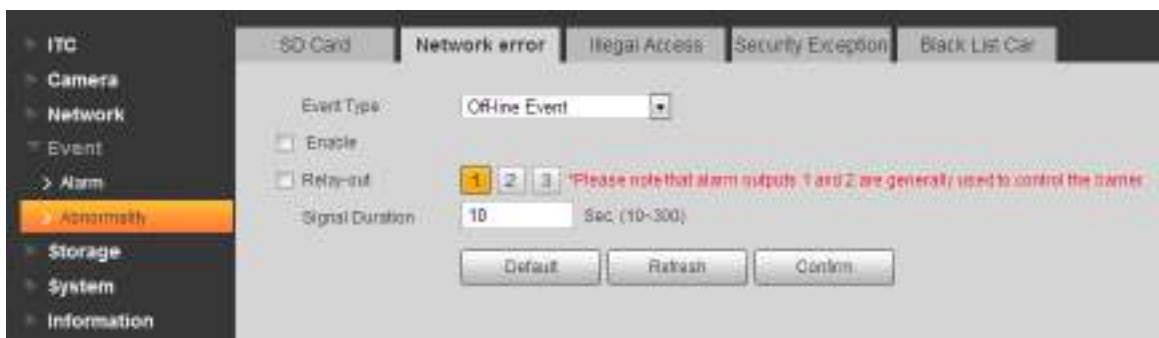 ITC
Camera
Network
Event
Alarm
Abnormality
Storage
System
Information
SD Card
Network error
Illegal Access
Security Exception
Black List Car
Event Type
Off-line Event
Enable
Relay-out
1 2 3 *Please note that alarm outputs 1 and 2 are generally used to control the barrier.
Signal Duration
10
Sec. (10~300)
Default
Refresh
Confirm